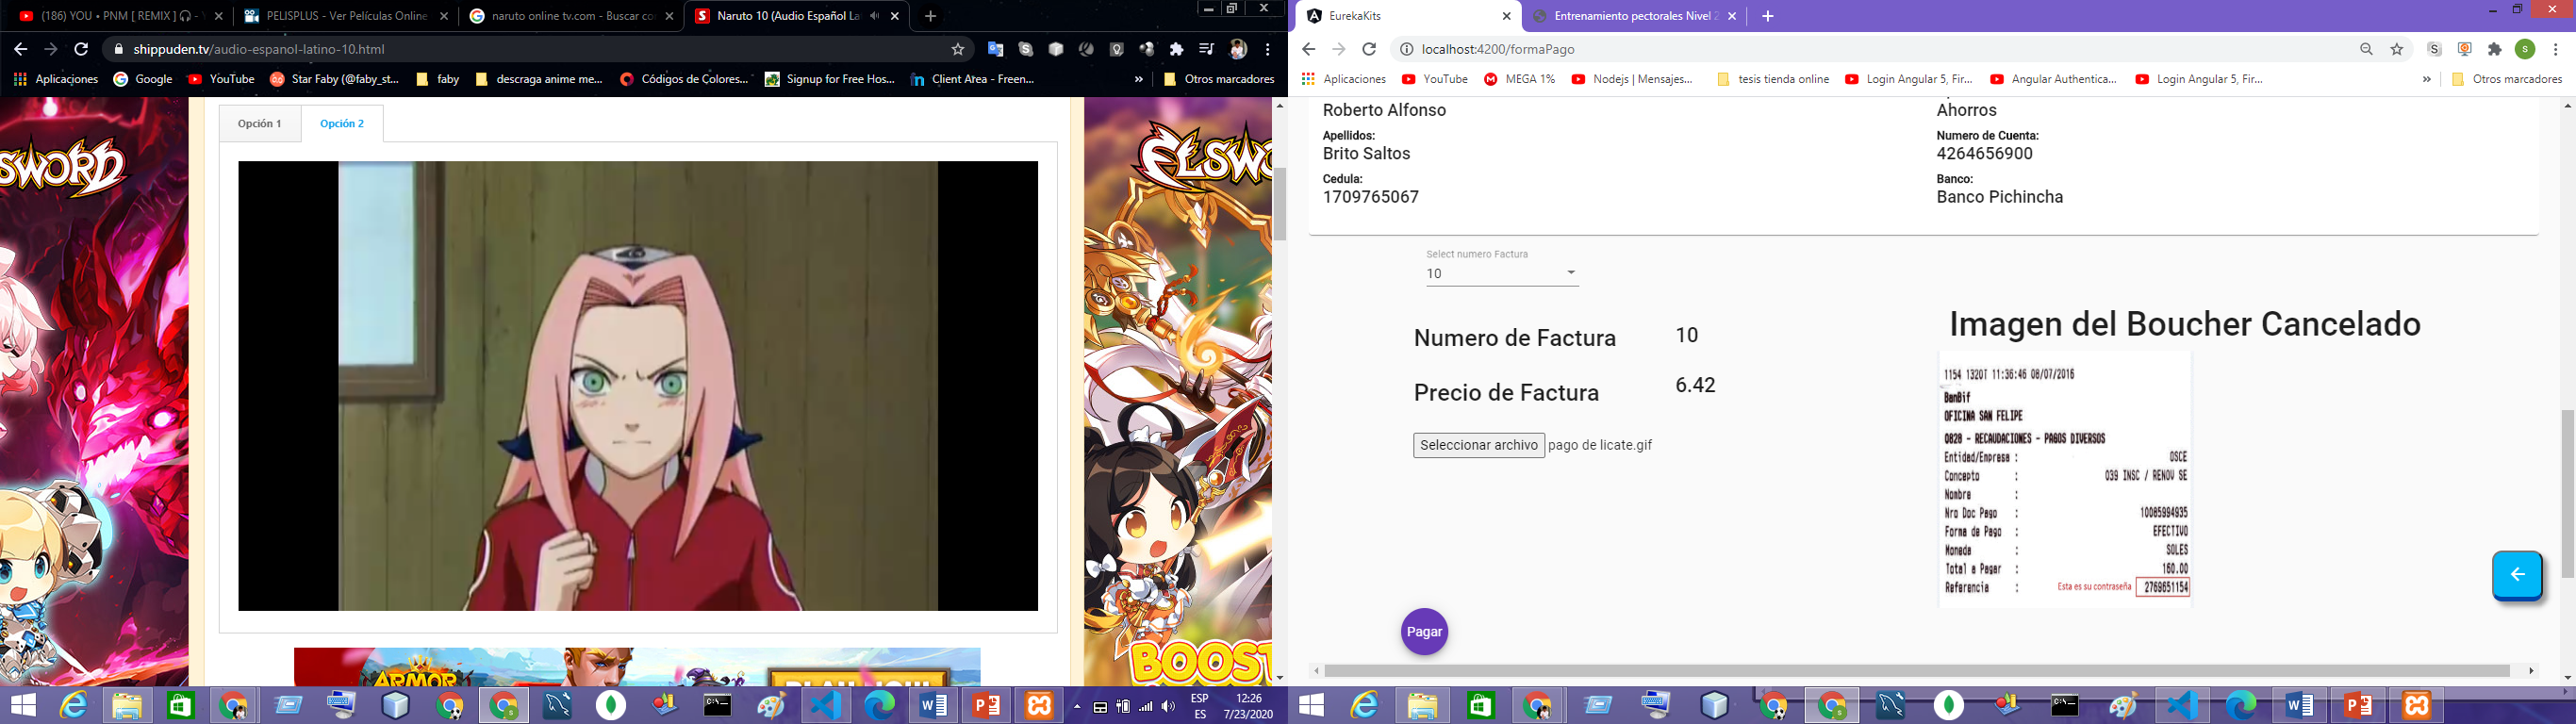 (186) YOU • PNM [ REMIX ] 🎧 - Y
PELISPLUS - Ver Películas Online
naruto online tv.com - Buscar co
Naruto 10 (Audio Español La
shippuden.tv/audio-espanol-latino-10.html
Aplicaciones
Google
YouTube
Star Faby (@faby_st...
faby
descraga anime me...
Códigos de Colores...
Signup for Free Hos...
Client Area - Freen...
»
Otros marcadores
Opción 1
Opción 2
SWORD
ELSWO
ARMOR
BOOST
ESP
ES
12:26
7/23/2020
EurekaKits
Entrenamiento pectorales Nivel 2
localhost:4200/formaPago
Aplicaciones
YouTube
MEGA 1%
Nodejs | Mensajes...
tesis tienda online
Login Angular 5, Fir...
Angular Authentica...
Login Angular 5, Fir...
»
Otros marcadores
Roberto Alfonso
Apellidos:
Brito Saltos
Cedula:
1709765067
Ahorros
Numero de Cuenta:
4264656900
Banco:
Banco Pichincha
Select numero Factura
10
Numero de Factura 10
Precio de Factura 6.42
Seleccionar archivo pago de licate.gif
Pagar
Imagen del Boucher Cancelado
1154 1320T 11:36:46 08/07/2016
BanBif
OFICINA SAN FELIPE
0820 - RECAUDACIONES - PAGOS DIVERSOS
Entidad/Empresa : OSCE
Concepto : 039 INSC / RENOV SE
Nombre :
Nro Doc Pago : 10085994935
Forma de Pago : EFECTIVO
Moneda : SOLES
Total a Pagar : 160.00
Referencia : Esta es su contraseña 2769651154